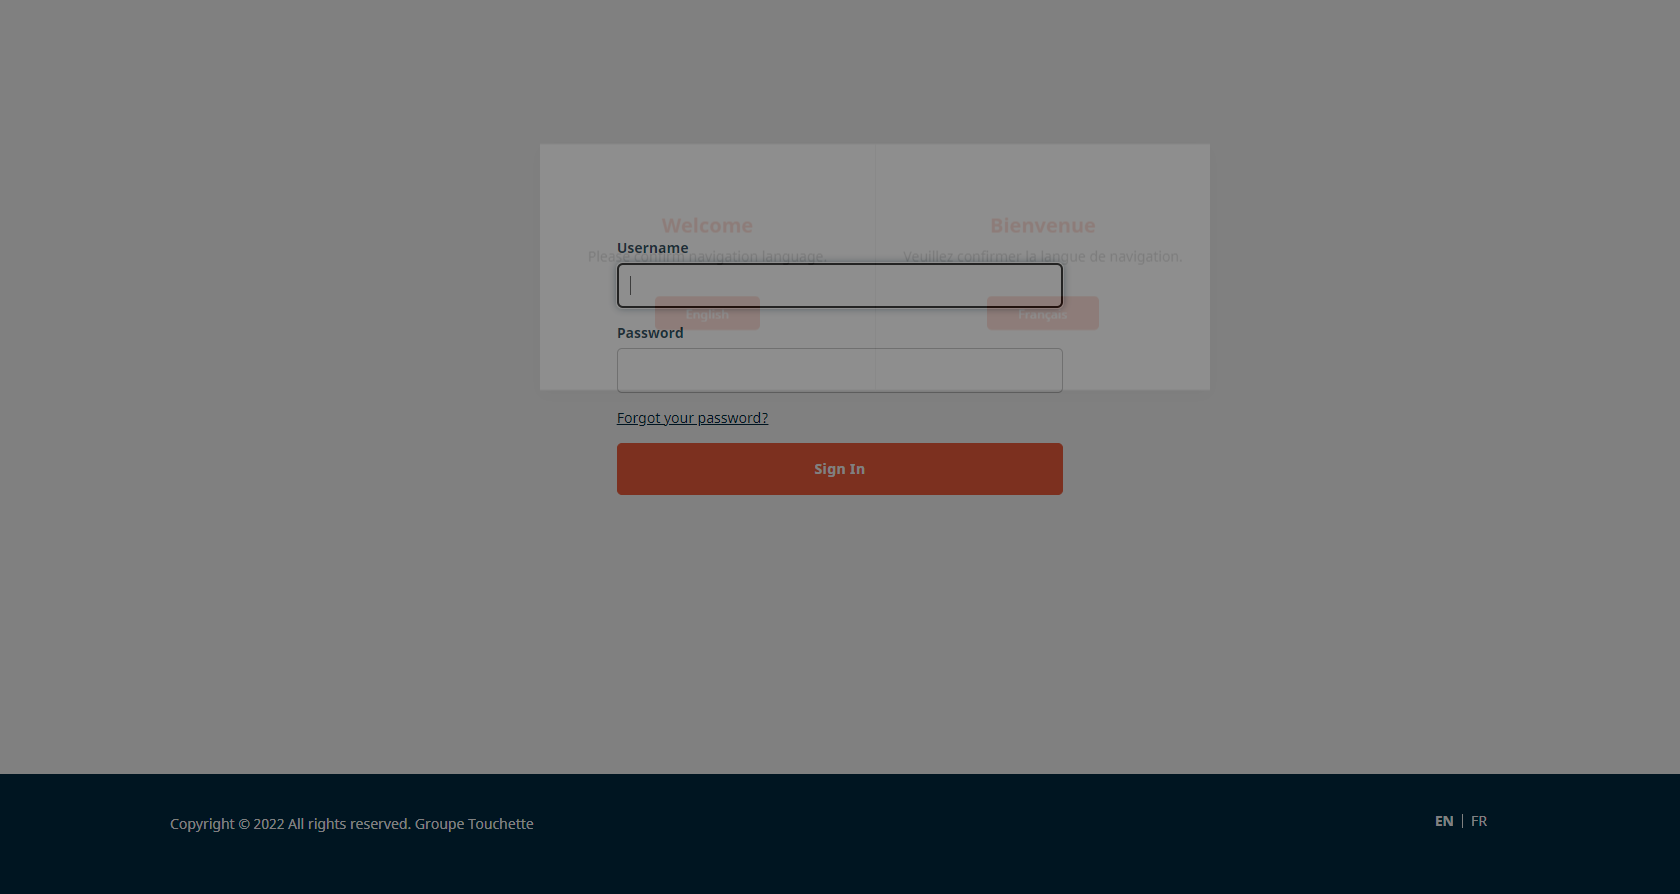 Welcome
Please confirm navigation language.
English
Bienvenue
Veuillez confirmer la langue de navigation.
Français
Username
Password
Forgot your password?
Sign In
Copyright © 2022 All rights reserved. Groupe Touchette
EN | FR